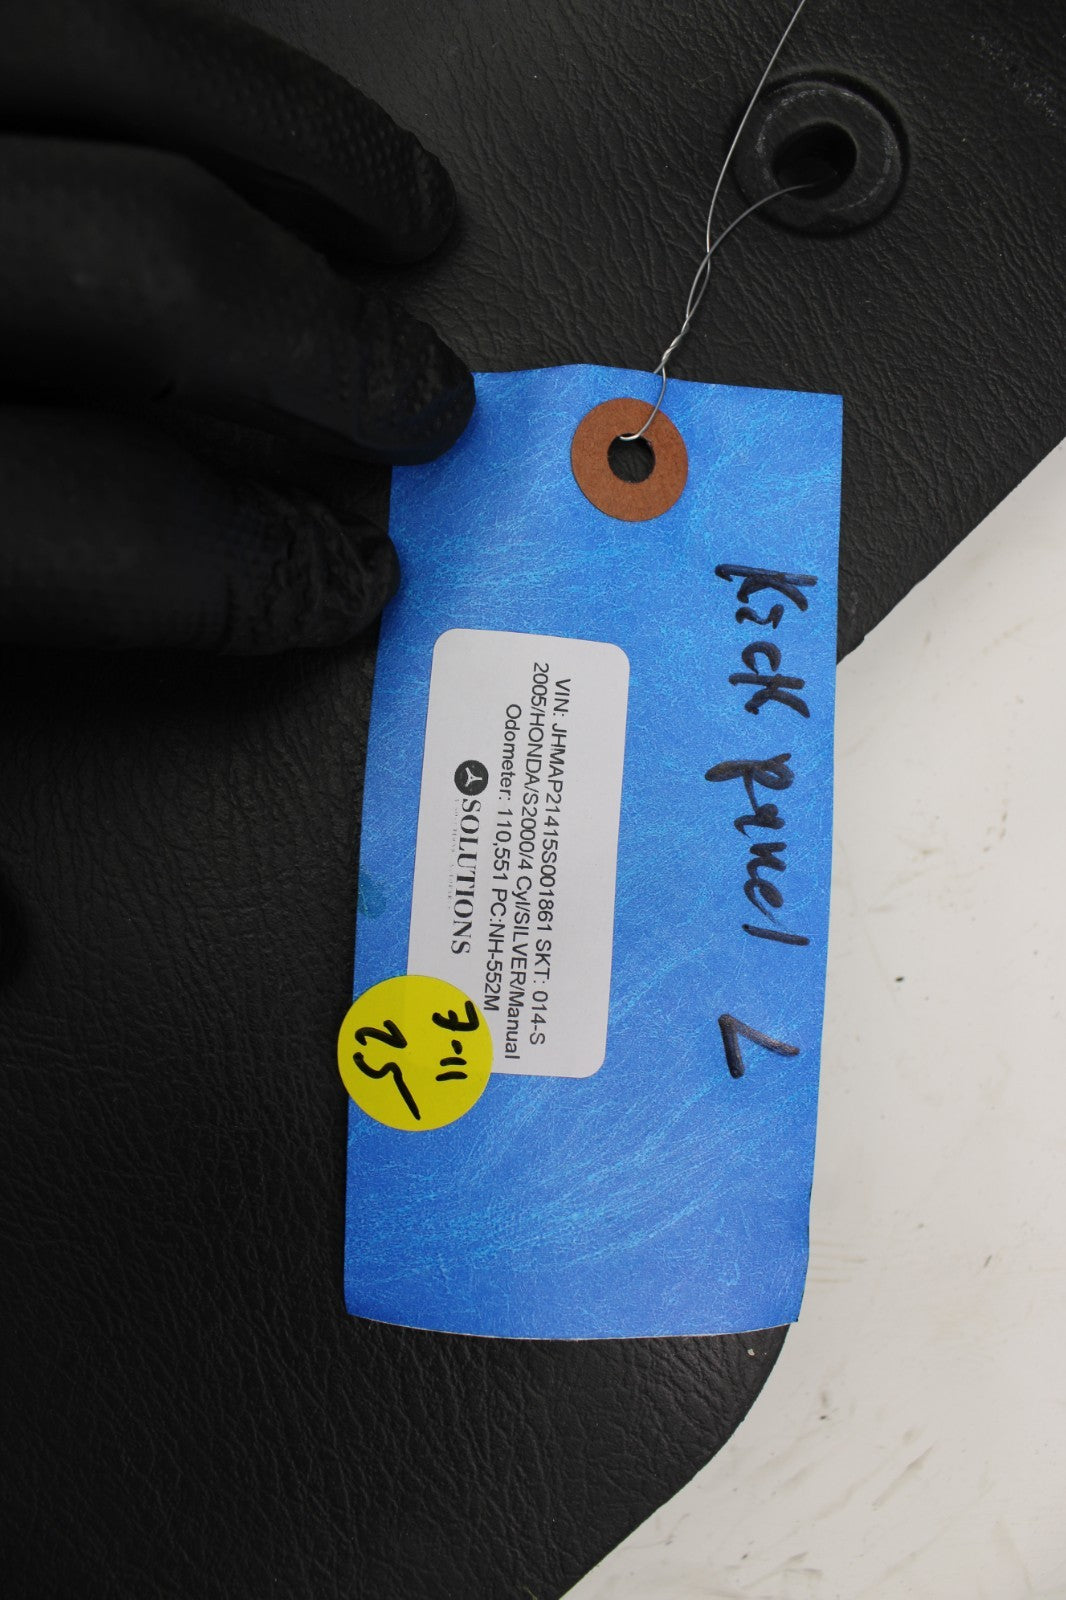 Kick panel L
VIN: JHMAP21415S001861 SKT: 014-S
2005/HONDA/S2000/4 Cyl/SILVER/Manual
Odometer: 110,551 PC:NH-552M
SOLUTIONS
7-11
25